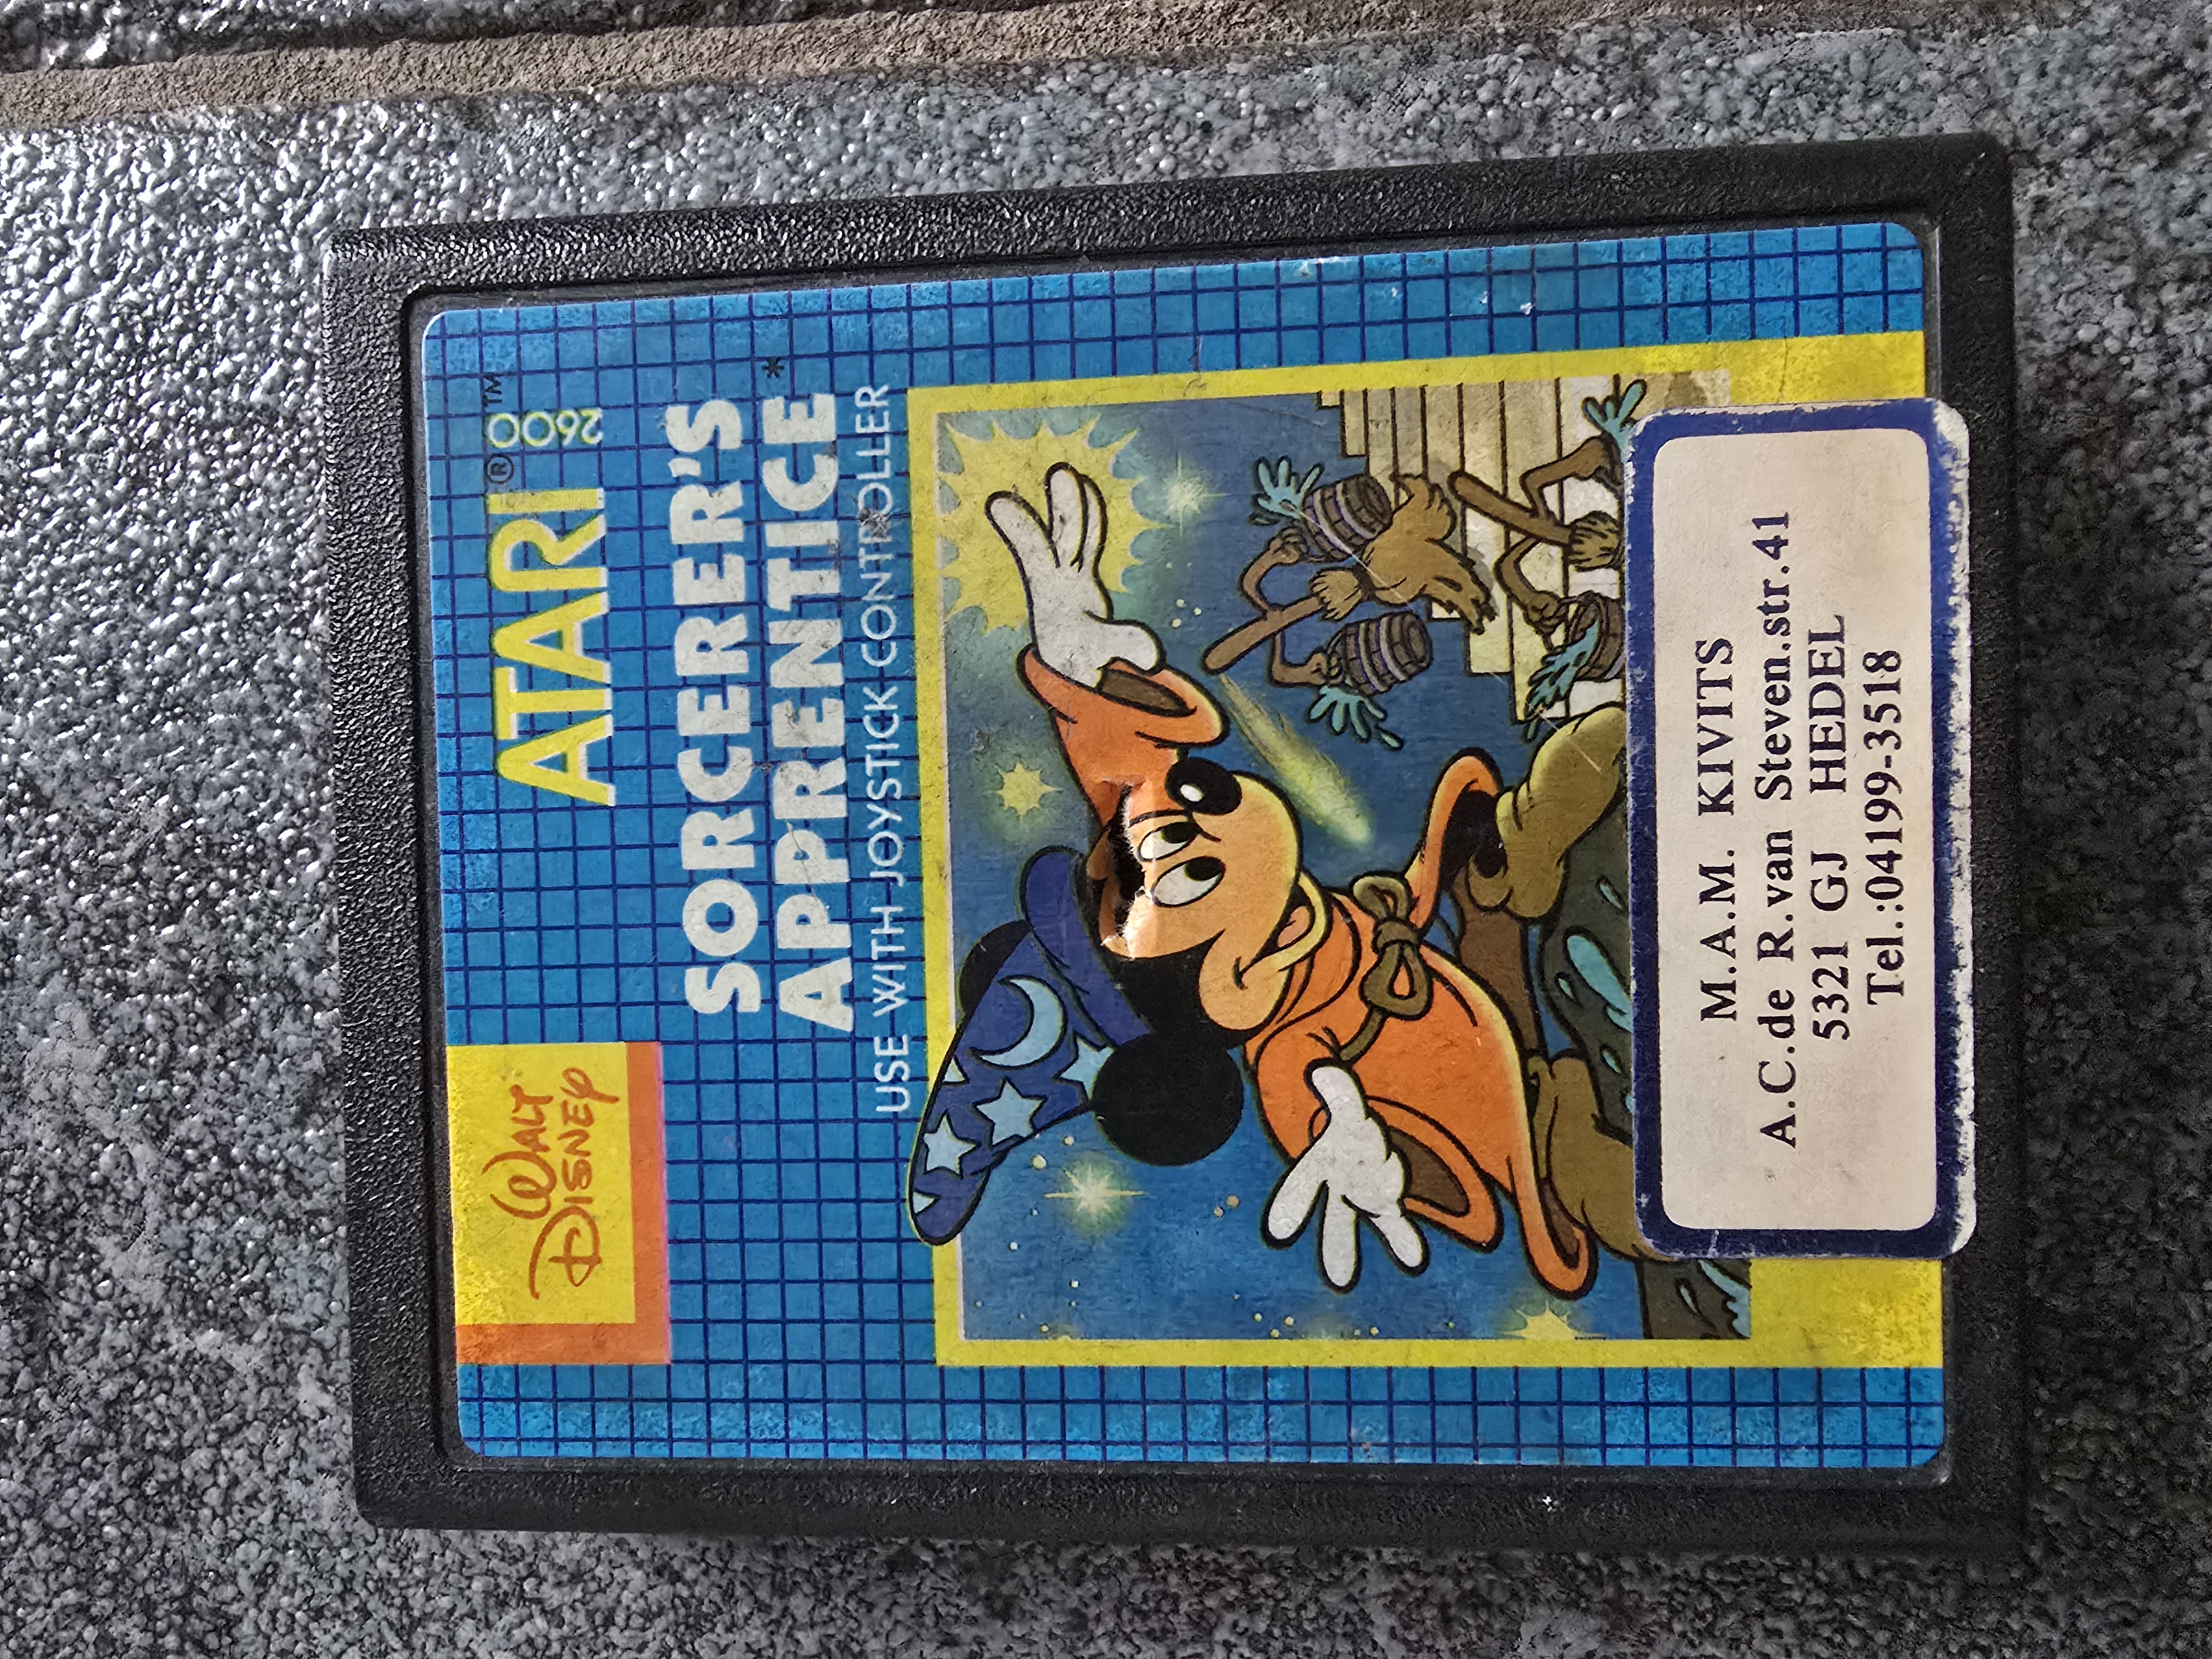 WALT
DISNEY
ATARI® 2600™
SORCERER'S
APPRENTICE*
USE WITH JOYSTICK CONTROLLER
M.A.M. KIVITS
A.C.de R.van Steven.str.41
5321 GJ HEDEL
Tel.:04199-3518